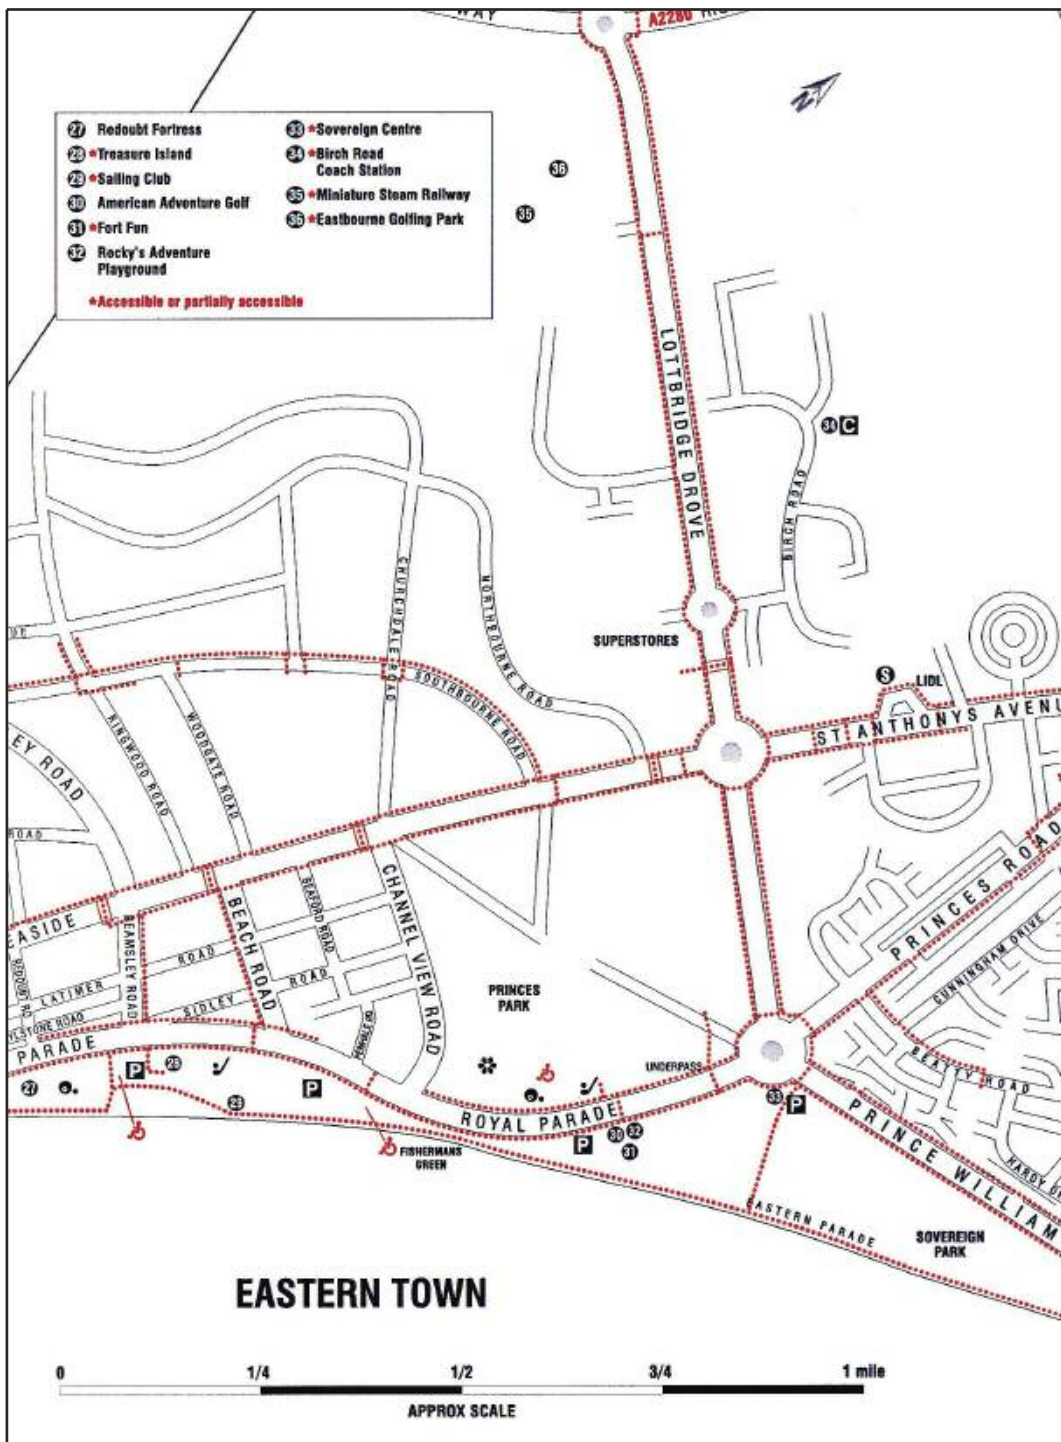 WAY
A2280
27 Redoubt Fortress
28 *Treasure Island
29 *Sailing Club
30 American Adventure Golf
31 *Fort Fun
32 Rocky's Adventure
Playground
33 *Sovereign Centre
34 *Birch Road
Coach Station
35 *Miniature Steam Railway
36 *Eastbourne Golfing Park
*Accessible or partially accessible
N
36
35
LOTTBRIDGE DROVE
34 C
BIRCH ROAD
CHURCHDALE ROAD
NORTHBOURNE ROAD
SUPERSTORES
SOUTHBOURNE ROAD
S
LIDL
ST ANTHONYS AVENU
RINGWOOD ROAD
WOODGATE ROAD
EY ROAD
ROAD
PRINCES ROAD
CUNNINGHAM DRIVE
EASIDE
BEAMSLEY ROAD
BEACH ROAD
SEAFORD ROAD
CHANNEL VIEW ROAD
REDOUNT RD
LATIMER ROAD
SIDLEY ROAD
YLSTONE ROAD
PRINCES
PARK
PARADE
UNDERPASS
BEATTY ROAD
27
P
28
P
29
ROYAL PARADE
P
30
32
31
33
P
PRINCE WILLIAM
HARDY
FISHERMANS
GREEN
EASTERN PARADE
SOVEREIGN
PARK
EASTERN TOWN
0 1/4 1/2 3/4 1 mile
APPROX SCALE